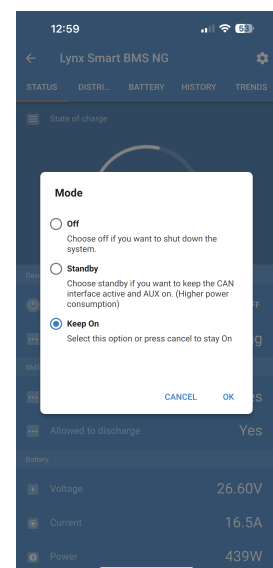 12:59
53
Lynx Smart BMS NG
STATUS DISTRI... BATTERY HISTORY TRENDS
State of charge
Mode
Off
Choose off if you want to shut down the
system.
Standby
Choose standby if you want to keep the CAN
interface active and AUX on. (Higher power
consumption)
Keep On
Select this option or press cancel to stay On
CANCEL OK
BMS
Allowed to discharge Yes
Battery
Voltage 26.60V
Current 16.5A
Power 439W